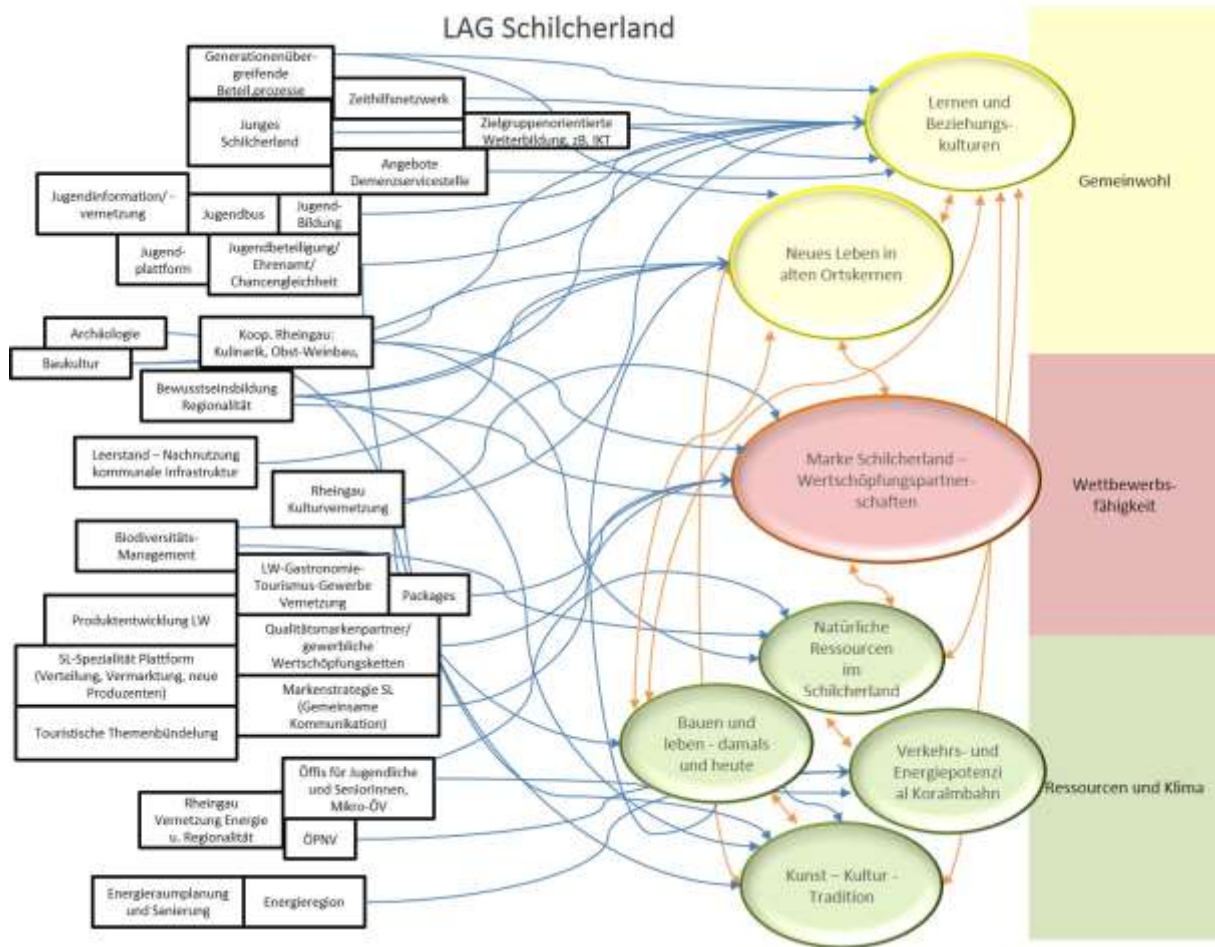 LAG Schilcherland
Generationenüber-
greifende
Beteil.prozesse
Zeithilfsnetzwerk
Junges
Schilcherland
Zielgruppenorientierte
Weiterbildung, zB. IKT
Angebote
Demenzservicestelle
Jugendinformation/ -
vernetzung
Jugendbus
Jugend-
Bildung
Jugend-
plattform
Jugendbeteiligung/
Ehrenamt/
Chancengleichheit
Archäologie
Baukultur
Koop. Rheingau:
Kulinarik, Obst-Weinbau,
Bewusstseinsbildung
Regionalität
Leerstand – Nachnutzung
kommunale Infrastruktur
Rheingau
Kulturvernetzung
Biodiversitäts-
Management
LW-Gastronomie-
Tourismus-Gewerbe
Vernetzung
Packages
Produktentwicklung LW
Qualitätsmarkenpartner/
gewerbliche
Wertschöpfungsketten
SL-Spezialität Plattform
(Verteilung, Vermarktung, neue
Produzenten)
Markenstrategie SL
(Gemeinsame
Kommunikation)
Touristische Themenbündelung
Öffis für Jugendliche
und SeniorInnen,
Mikro-ÖV
Rheingau
Vernetzung Energie
u. Regionalität
ÖPNV
Energieraumplanung
und Sanierung
Energieregion
Lernen und
Beziehungs-
kulturen
Neues Leben in
alten Ortskernen
Marke Schilcherland –
Wertschöpfungspartner-
schaften
Natürliche
Ressourcen
im
Schilcherland
Bauen und
leben - damals
und heute
Verkehrs- und
Energiepotenzi
al Koralmbahn
Kunst – Kultur -
Tradition
Gemeinwohl
Wettbewerbs-
fähigkeit
Ressourcen und Klima